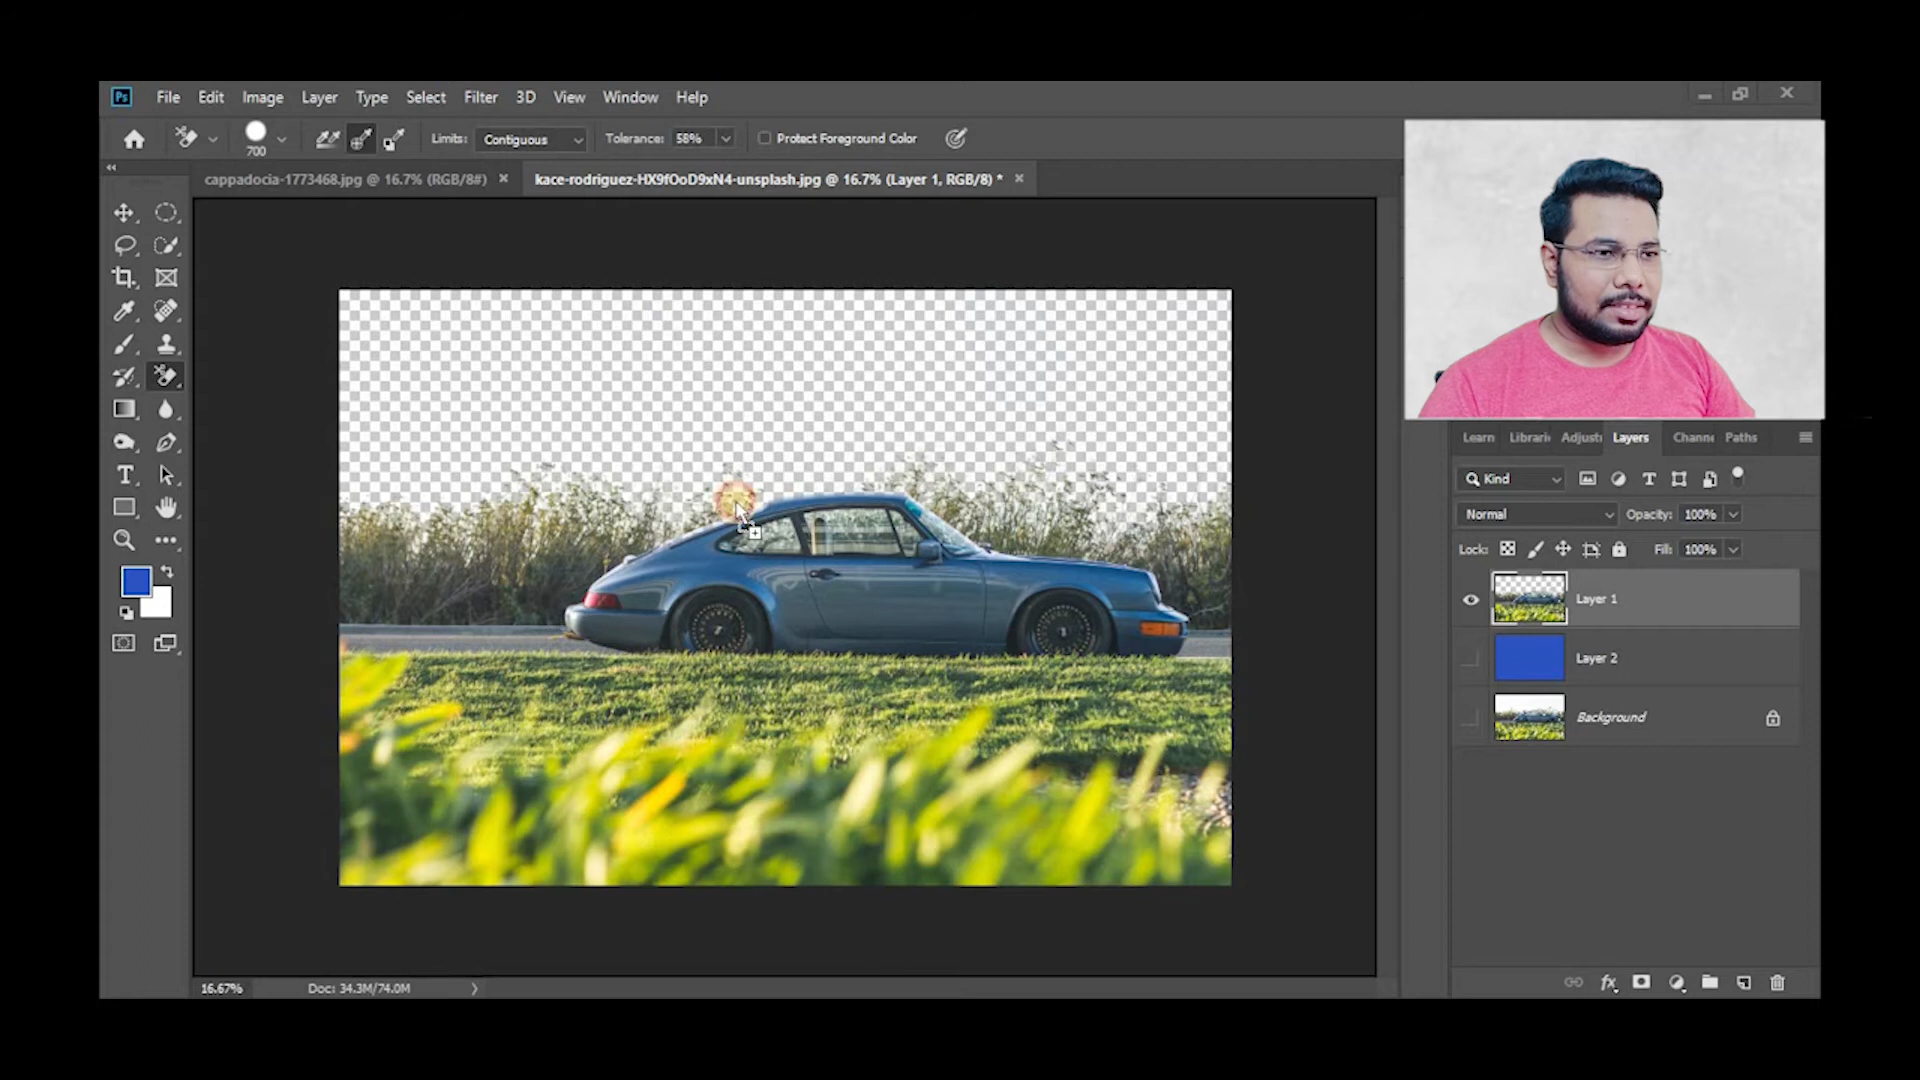 Ps File Edit Image Layer Type Select Filter 3D View Window Help
700 Limits: Contiguous Tolerance: 58% Protect Foreground Color
cappadocia-1773468.jpg @ 16.7% (RGB/8#) × kace-rodriguez-HX9fOoD9xN4-unsplash.jpg @ 16.7% (Layer 1, RGB/8) * ×
Learn Librari Adjust Layers Chann Paths
Kind
Normal Opacity: 100%
Lock: Fill: 100%
Layer 1
Layer 2
Background
16.67% Doc: 34.3M/74.0M